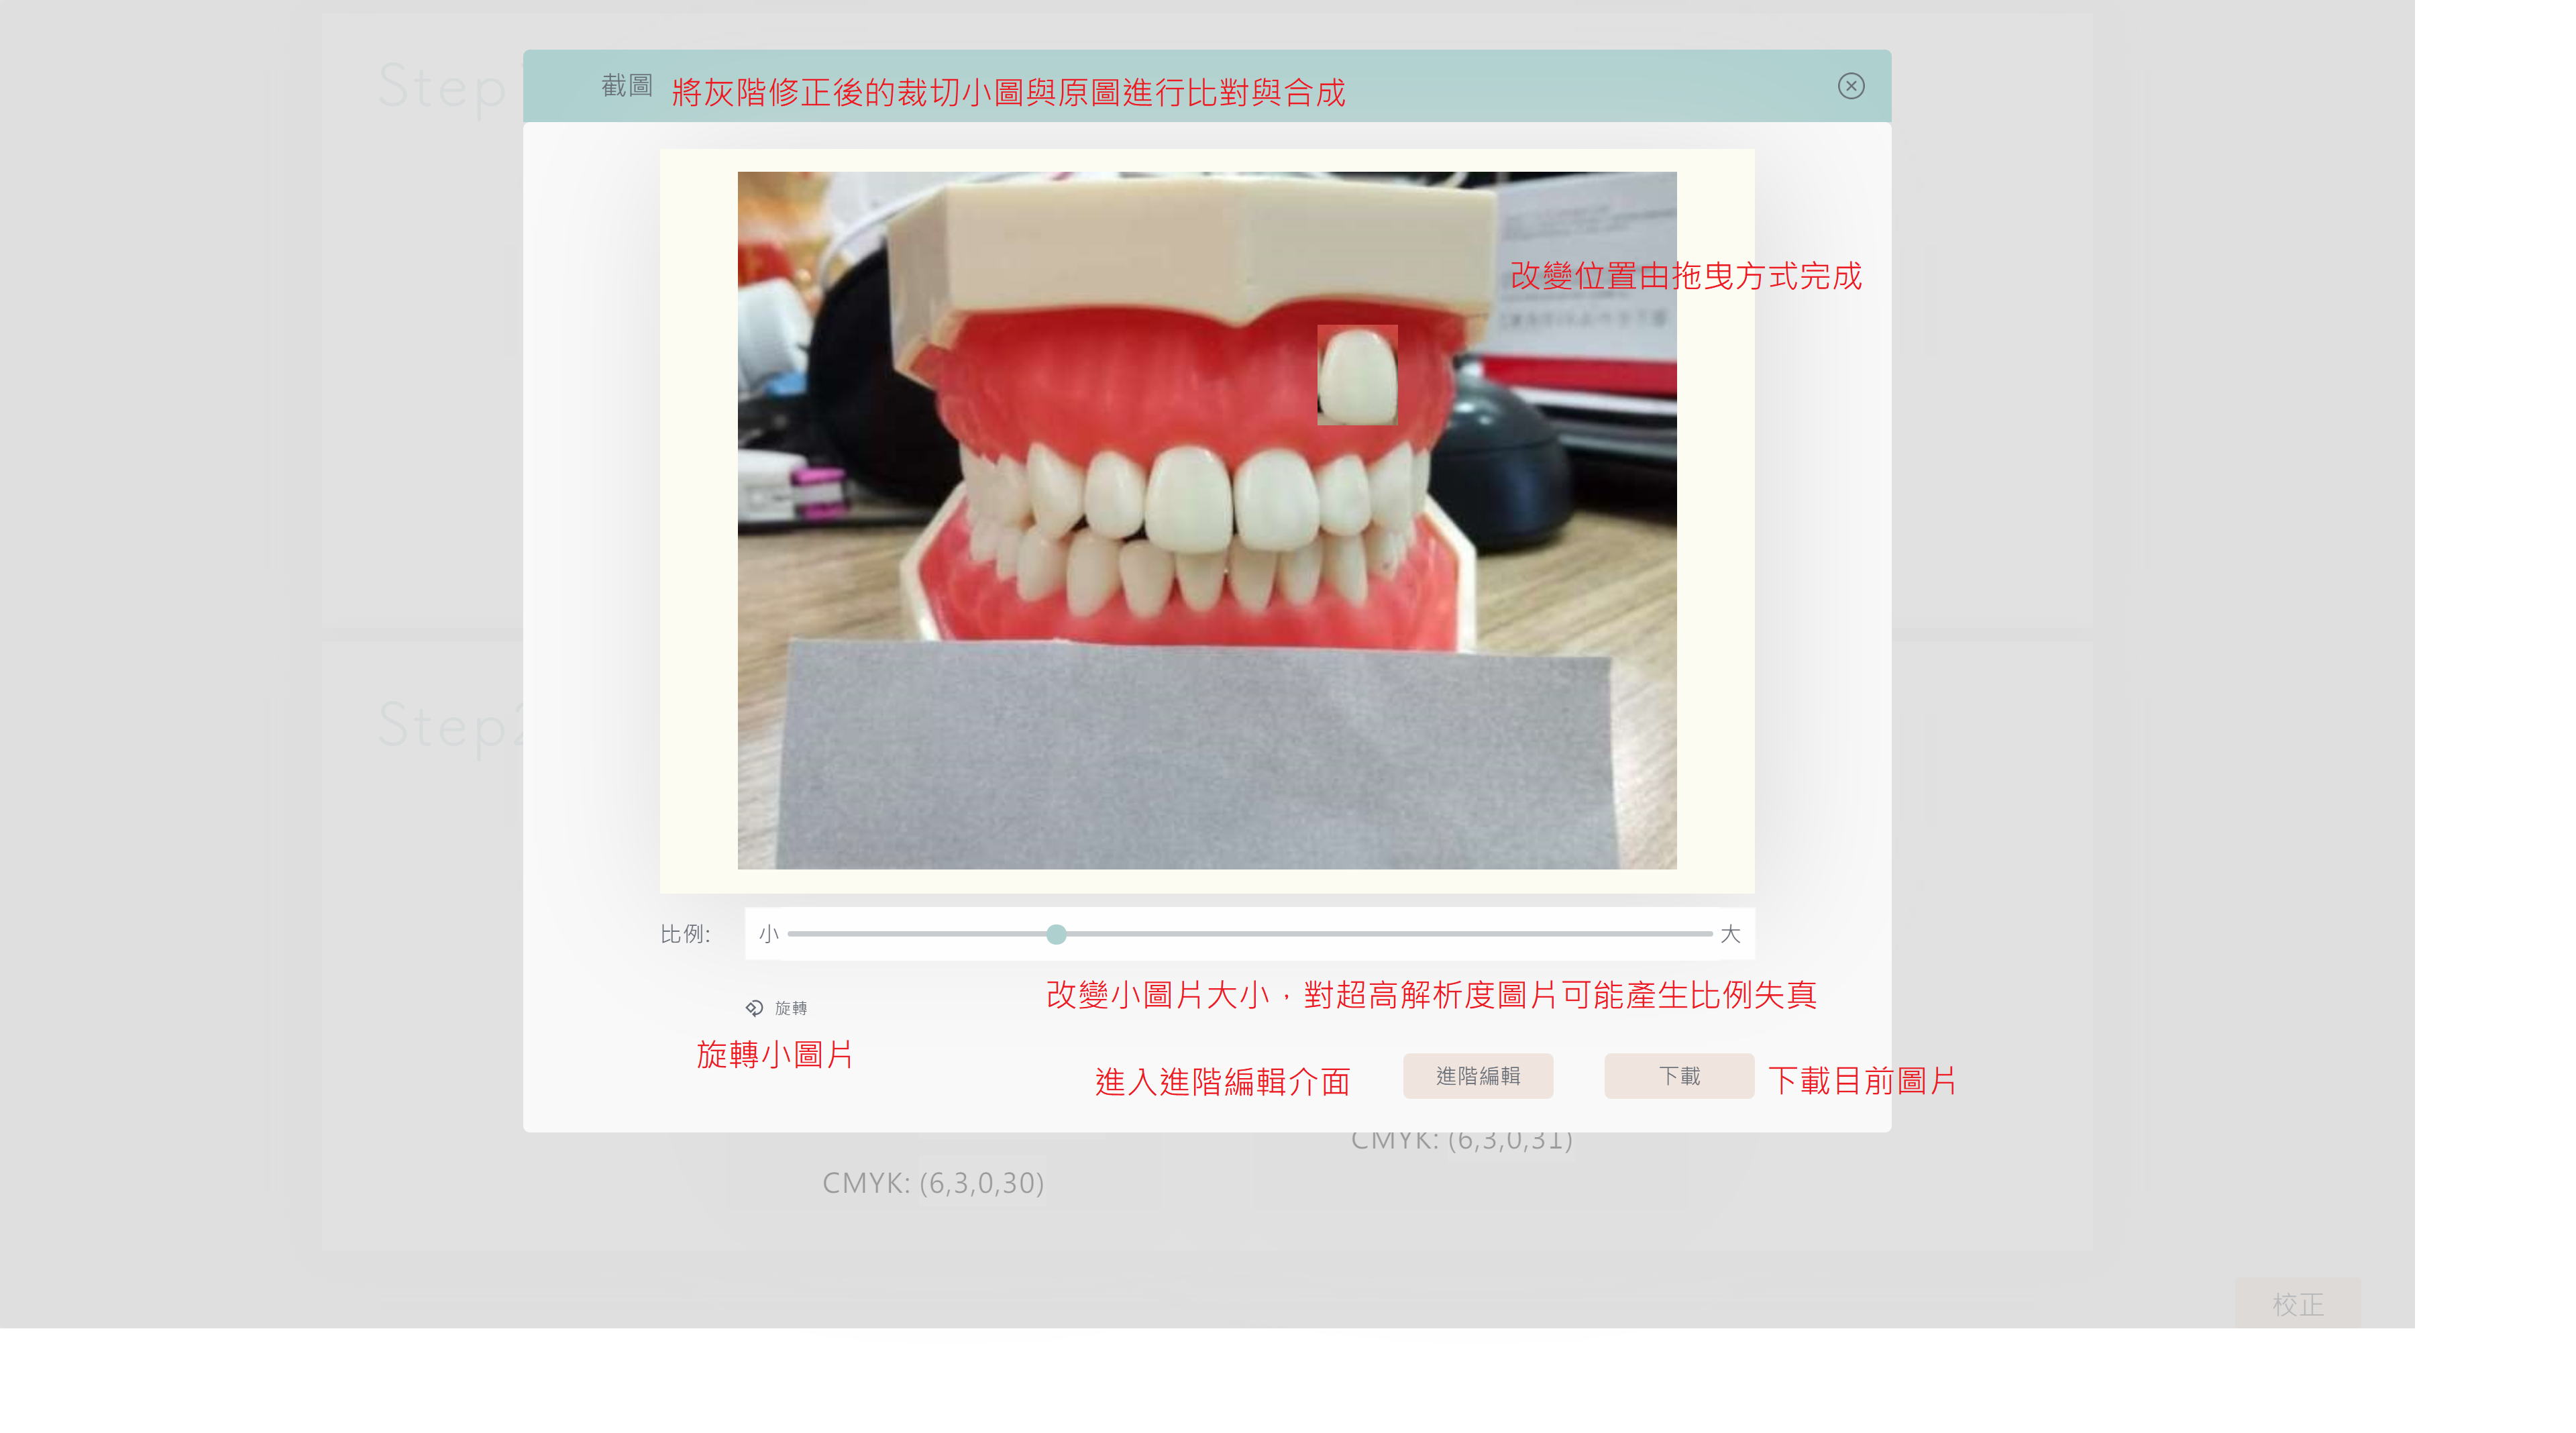 Step
截圖
將灰階修正後的裁切小圖與原圖進行比對與合成
改變位置由拖曳方式完成
Step2
比例:
小
大
改變小圖片大小，對超高解析度圖片可能產生比例失真
旋轉
旋轉小圖片
進入進階編輯介面
進階編輯
下載
下載目前圖片
CMYK: (6,3,0,31)
CMYK: (6,3,0,30)
校正